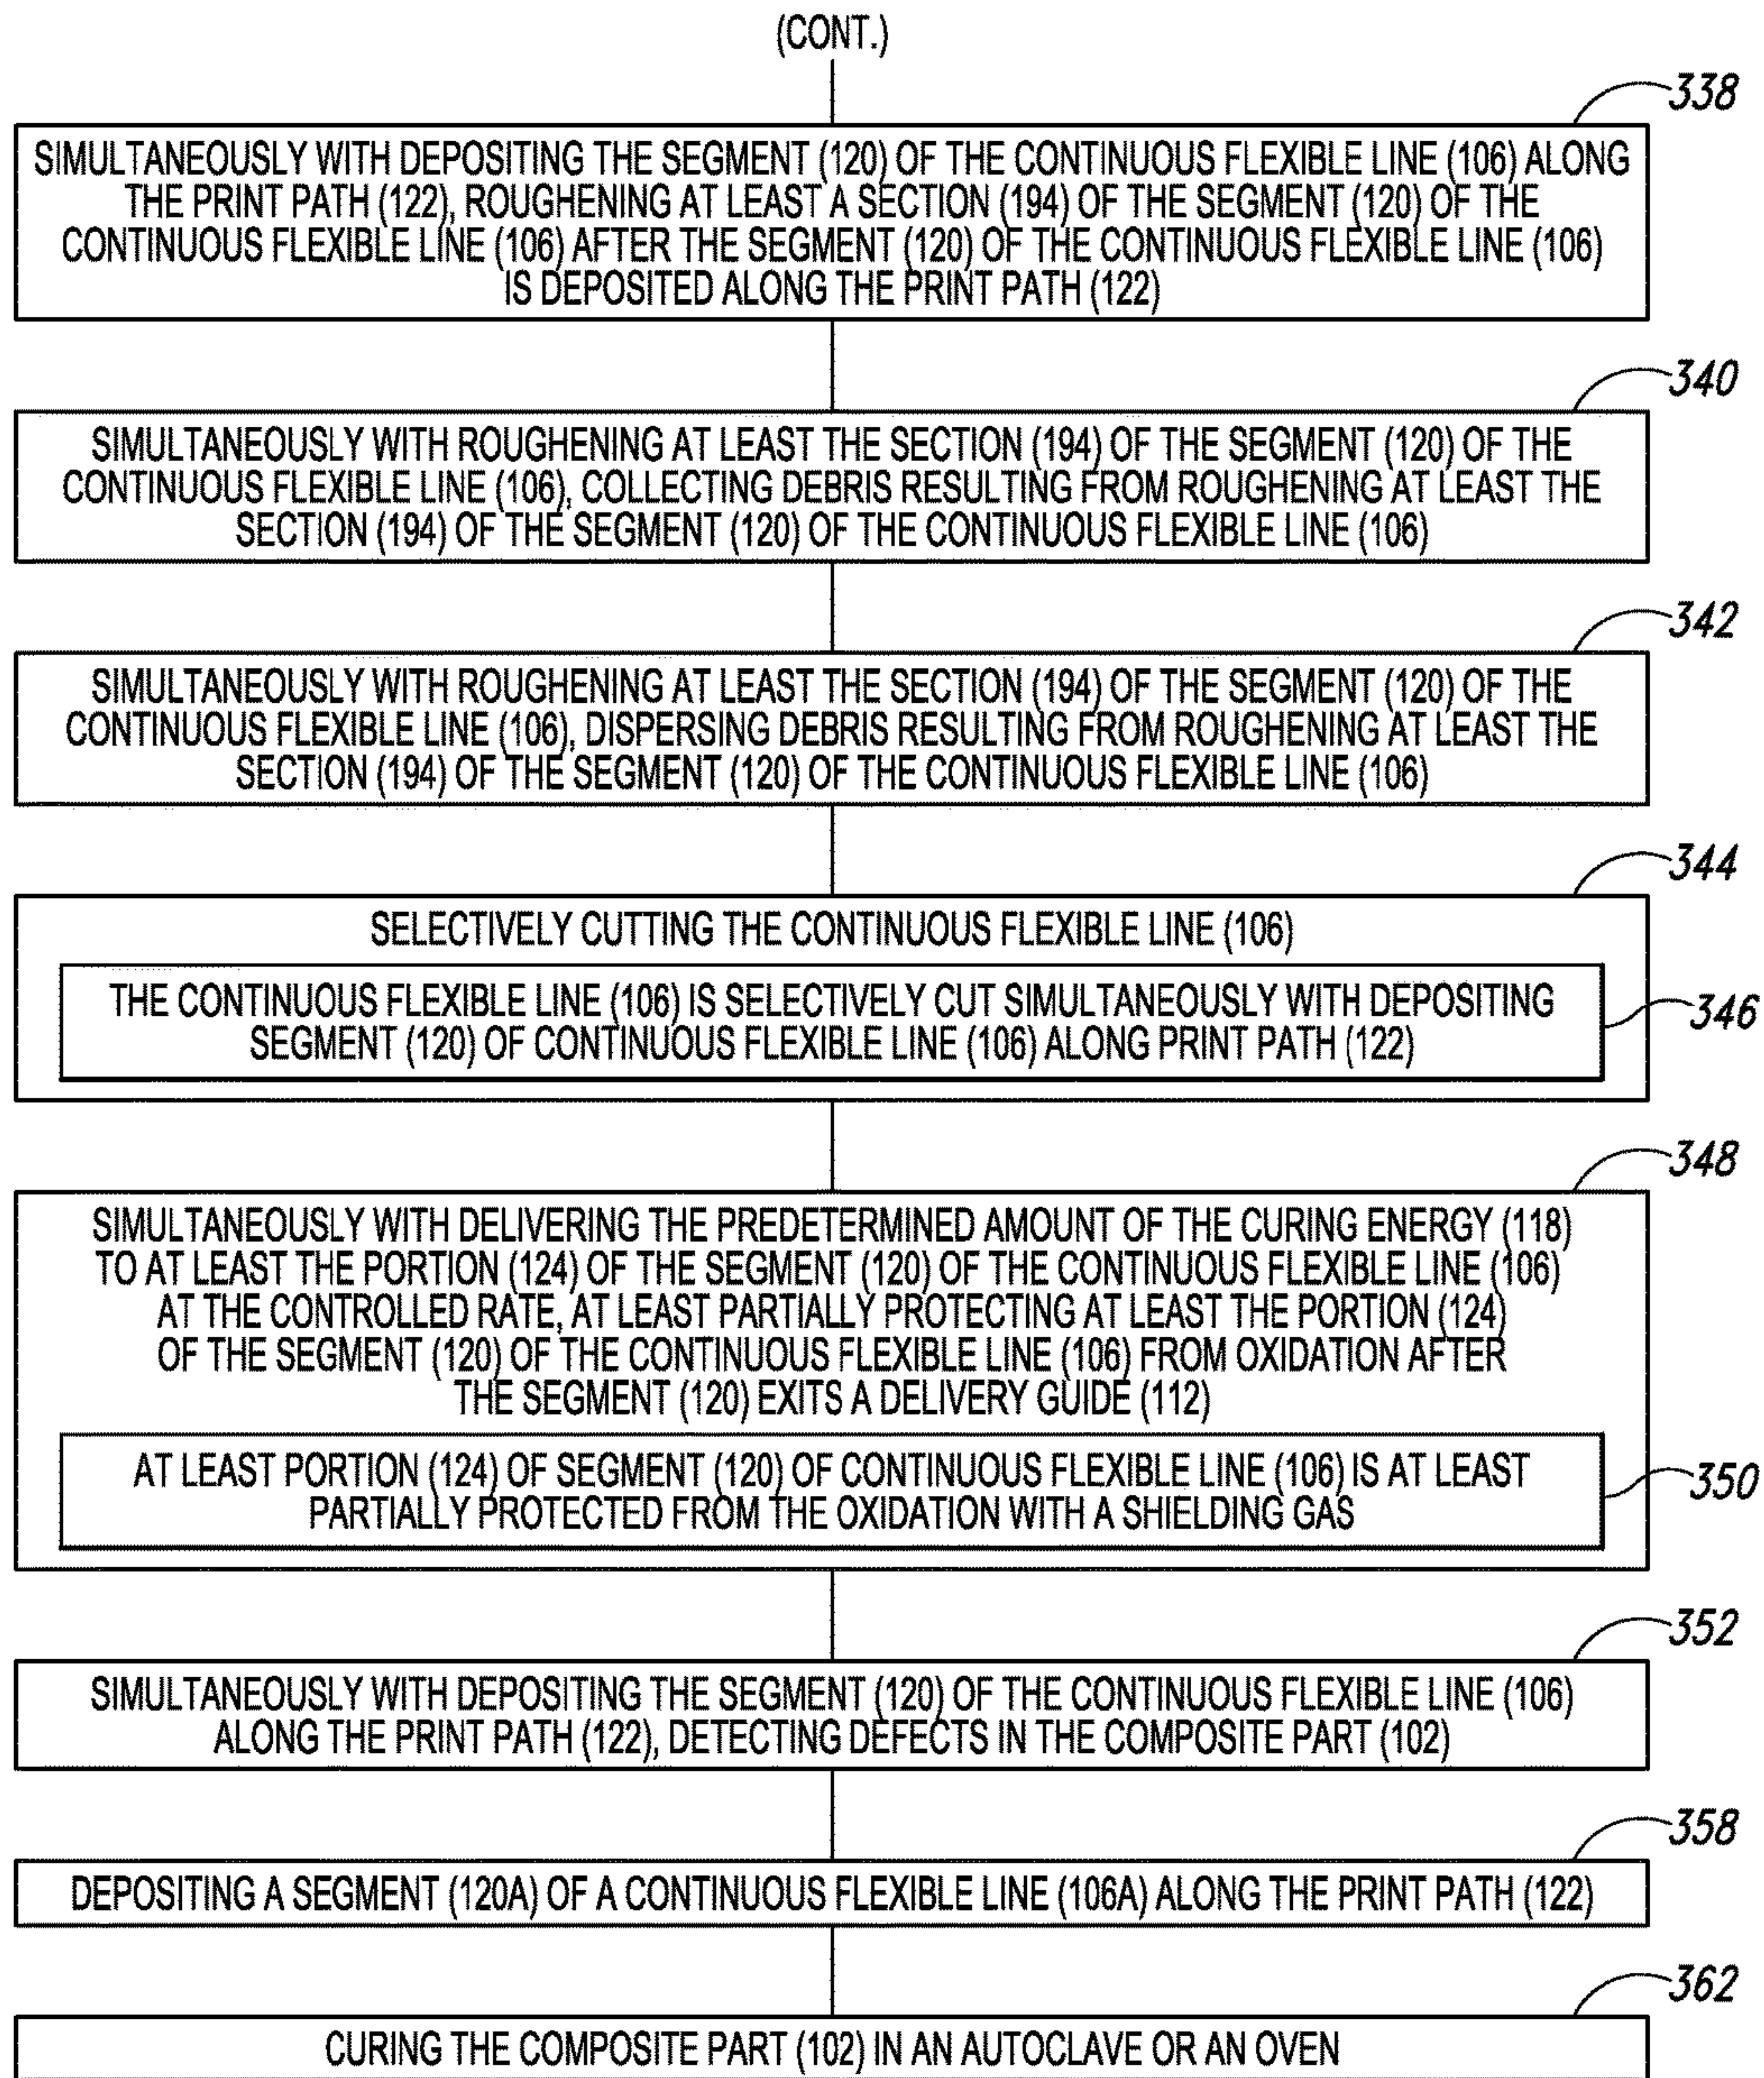 (CONT.)
338
SIMULTANEOUSLY WITH DEPOSITING THE SEGMENT (120) OF THE CONTINUOUS FLEXIBLE LINE (106) ALONG
THE PRINT PATH (122), ROUGHENING AT LEAST A SECTION (194) OF THE SEGMENT (120) OF THE
CONTINUOUS FLEXIBLE LINE (106) AFTER THE SEGMENT (120) OF THE CONTINUOUS FLEXIBLE LINE (106)
IS DEPOSITED ALONG THE PRINT PATH (122)
340
SIMULTANEOUSLY WITH ROUGHENING AT LEAST THE SECTION (194) OF THE SEGMENT (120) OF THE
CONTINUOUS FLEXIBLE LINE (106), COLLECTING DEBRIS RESULTING FROM ROUGHENING AT LEAST THE
SECTION (194) OF THE SEGMENT (120) OF THE CONTINUOUS FLEXIBLE LINE (106)
342
SIMULTANEOUSLY WITH ROUGHENING AT LEAST THE SECTION (194) OF THE SEGMENT (120) OF THE
CONTINUOUS FLEXIBLE LINE (106), DISPERSING DEBRIS RESULTING FROM ROUGHENING AT LEAST THE
SECTION (194) OF THE SEGMENT (120) OF THE CONTINUOUS FLEXIBLE LINE (106)
344
SELECTIVELY CUTTING THE CONTINUOUS FLEXIBLE LINE (106)
THE CONTINUOUS FLEXIBLE LINE (106) IS SELECTIVELY CUT SIMULTANEOUSLY WITH DEPOSITING
SEGMENT (120) OF CONTINUOUS FLEXIBLE LINE (106) ALONG PRINT PATH (122)
346
348
SIMULTANEOUSLY WITH DELIVERING THE PREDETERMINED AMOUNT OF THE CURING ENERGY (118)
TO AT LEAST THE PORTION (124) OF THE SEGMENT (120) OF THE CONTINUOUS FLEXIBLE LINE (106)
AT THE CONTROLLED RATE, AT LEAST PARTIALLY PROTECTING AT LEAST THE PORTION (124)
OF THE SEGMENT (120) OF THE CONTINUOUS FLEXIBLE LINE (106) FROM OXIDATION AFTER
THE SEGMENT (120) EXITS A DELIVERY GUIDE (112)
AT LEAST PORTION (124) OF SEGMENT (120) OF CONTINUOUS FLEXIBLE LINE (106) IS AT LEAST
PARTIALLY PROTECTED FROM THE OXIDATION WITH A SHIELDING GAS
350
352
SIMULTANEOUSLY WITH DEPOSITING THE SEGMENT (120) OF THE CONTINUOUS FLEXIBLE LINE (106)
ALONG THE PRINT PATH (122), DETECTING DEFECTS IN THE COMPOSITE PART (102)
358
DEPOSITING A SEGMENT (120A) OF A CONTINUOUS FLEXIBLE LINE (106A) ALONG THE PRINT PATH (122)
362
CURING THE COMPOSITE PART (102) IN AN AUTOCLAVE OR AN OVEN